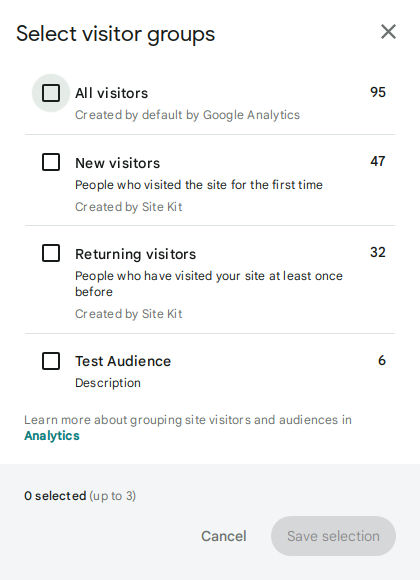 Select visitor groups
All visitors 95
Created by default by Google Analytics
New visitors 47
People who visited the site for the first time
Created by Site Kit
Returning visitors 32
People who have visited your site at least once
before
Created by Site Kit
Test Audience 6
Description
Learn more about grouping site visitors and audiences in
Analytics
0 selected (up to 3)
Cancel Save selection